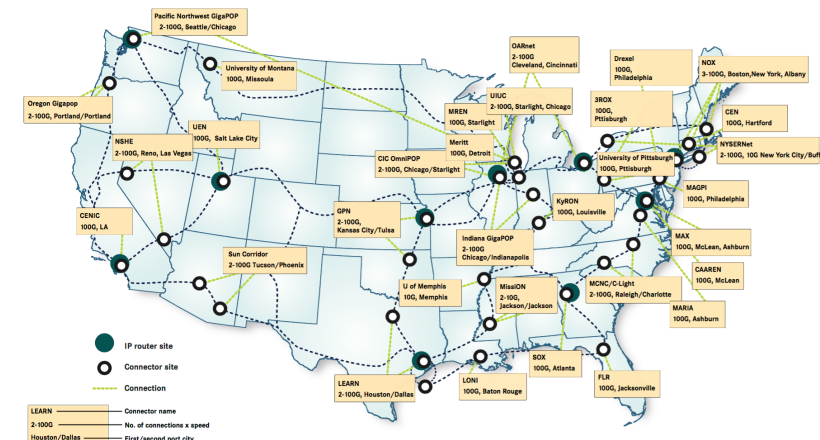 Pacific Northwest GigaPOP
2-100G, Seattle/Chicago
University of Montana
100G, Missoula
Oregon Gigapop
2-100G, Portland/Portland
NSHE
2-100G, Reno, Las Vegas
UEN
100G, Salt Lake City
CENIC
100G, LA
Sun Corridor
2-100G Tucson/Phoenix
GPN
2-100G,
Kansas City/Tulsa
CIC OmniPOP
2-100G, Chicago/Starlight
MREN
100G, Starlight
Meritt
100G, Detroit
UIUC
2-100G, Starlight, Chicago
OARnet
2-100G
Cleveland, Cincinnati
Drexel
100G,
Philadelphia
3ROX
100G,
Pttisburgh
NOX
3-100G, Boston,New York, Albany
CEN
100G, Hartford
NYSERNet
2-100G, 10G New York City/Buff
University of Pittsburgh
100G, Pttisburgh
MAGPI
100G, Philadelphia
KyRON
100G, Louisville
Indiana GigaPOP
2-100G
Chicago/Indianapolis
MAX
100G, McLean, Ashburn
CAAREN
100G, McLean
MARIA
100G, Ashburn
MCNC/C-Light
2-100G, Raleigh/Charlotte
U of Memphis
10G, Memphis
MissiON
2-10G,
Jackson/Jackson
LEARN
2-100G, Houston/Dallas
LONI
100G, Baton Rouge
SOX
100G, Atlanta
FLR
100G, Jacksonville
IP router site
Connector site
Connection
LEARN
Connector name
2-100G
No. of connections x speed
Houston/Dallas
First/second port city